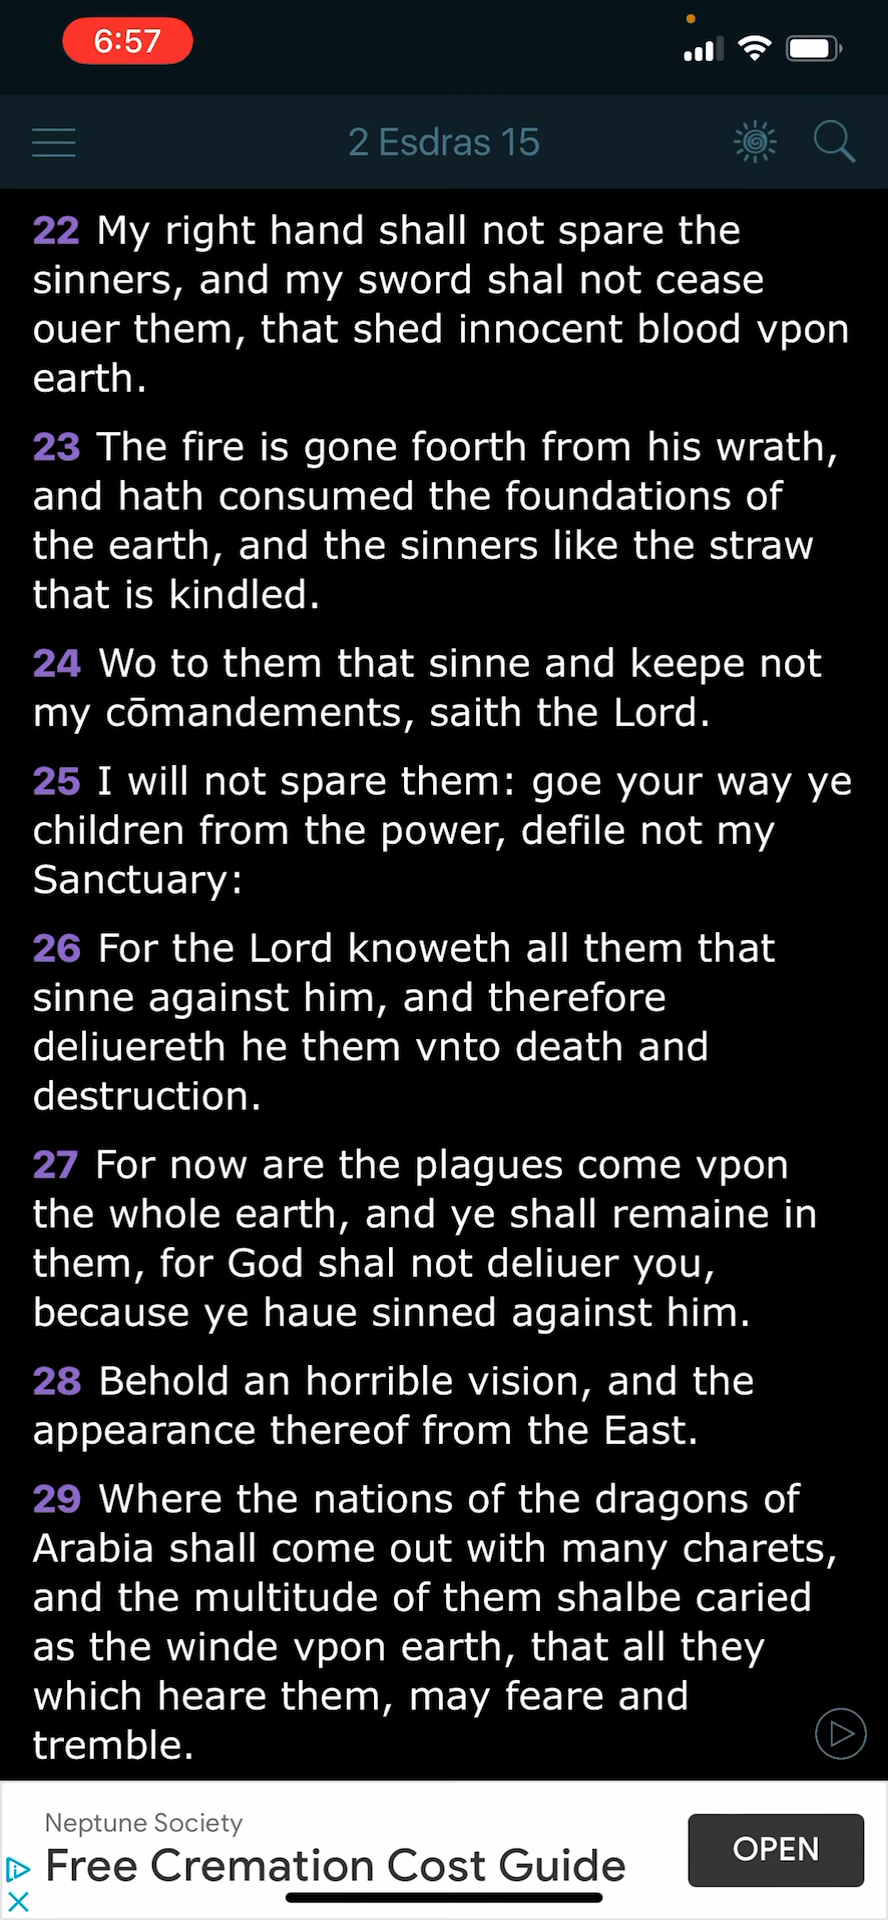 6:57
2 Esdras 15
22 My right hand shall not spare the
sinners, and my sword shal not cease
ouer them, that shed innocent blood vpon
earth.
23 The fire is gone foorth from his wrath,
and hath consumed the foundations of
the earth, and the sinners like the straw
that is kindled.
24 Wo to them that sinne and keepe not
my cōmandements, saith the Lord.
25 I will not spare them: goe your way ye
children from the power, defile not my
Sanctuary:
26 For the Lord knoweth all them that
sinne against him, and therefore
deliuereth he them vnto death and
destruction.
27 For now are the plagues come vpon
the whole earth, and ye shall remaine in
them, for God shal not deliuer you,
because ye haue sinned against him.
28 Behold an horrible vision, and the
appearance thereof from the East.
29 Where the nations of the dragons of
Arabia shall come out with many charets,
and the multitude of them shalbe caried
as the winde vpon earth, that all they
which heare them, may feare and
tremble.
Neptune Society
Free Cremation Cost Guide
OPEN